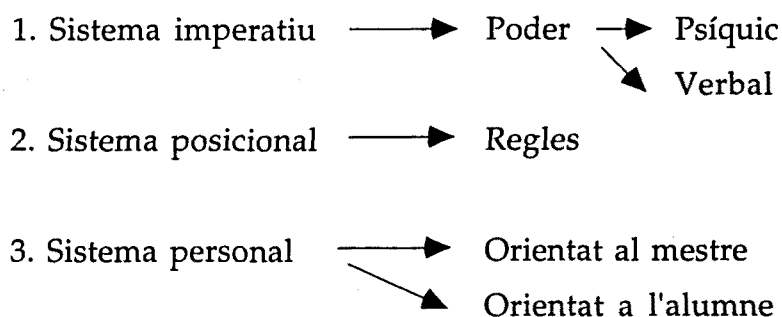 1. Sistema imperatiu Poder Psíquic
Verbal
2. Sistema posicional Regles
3. Sistema personal Orientat al mestre
Orientat a l'alumne